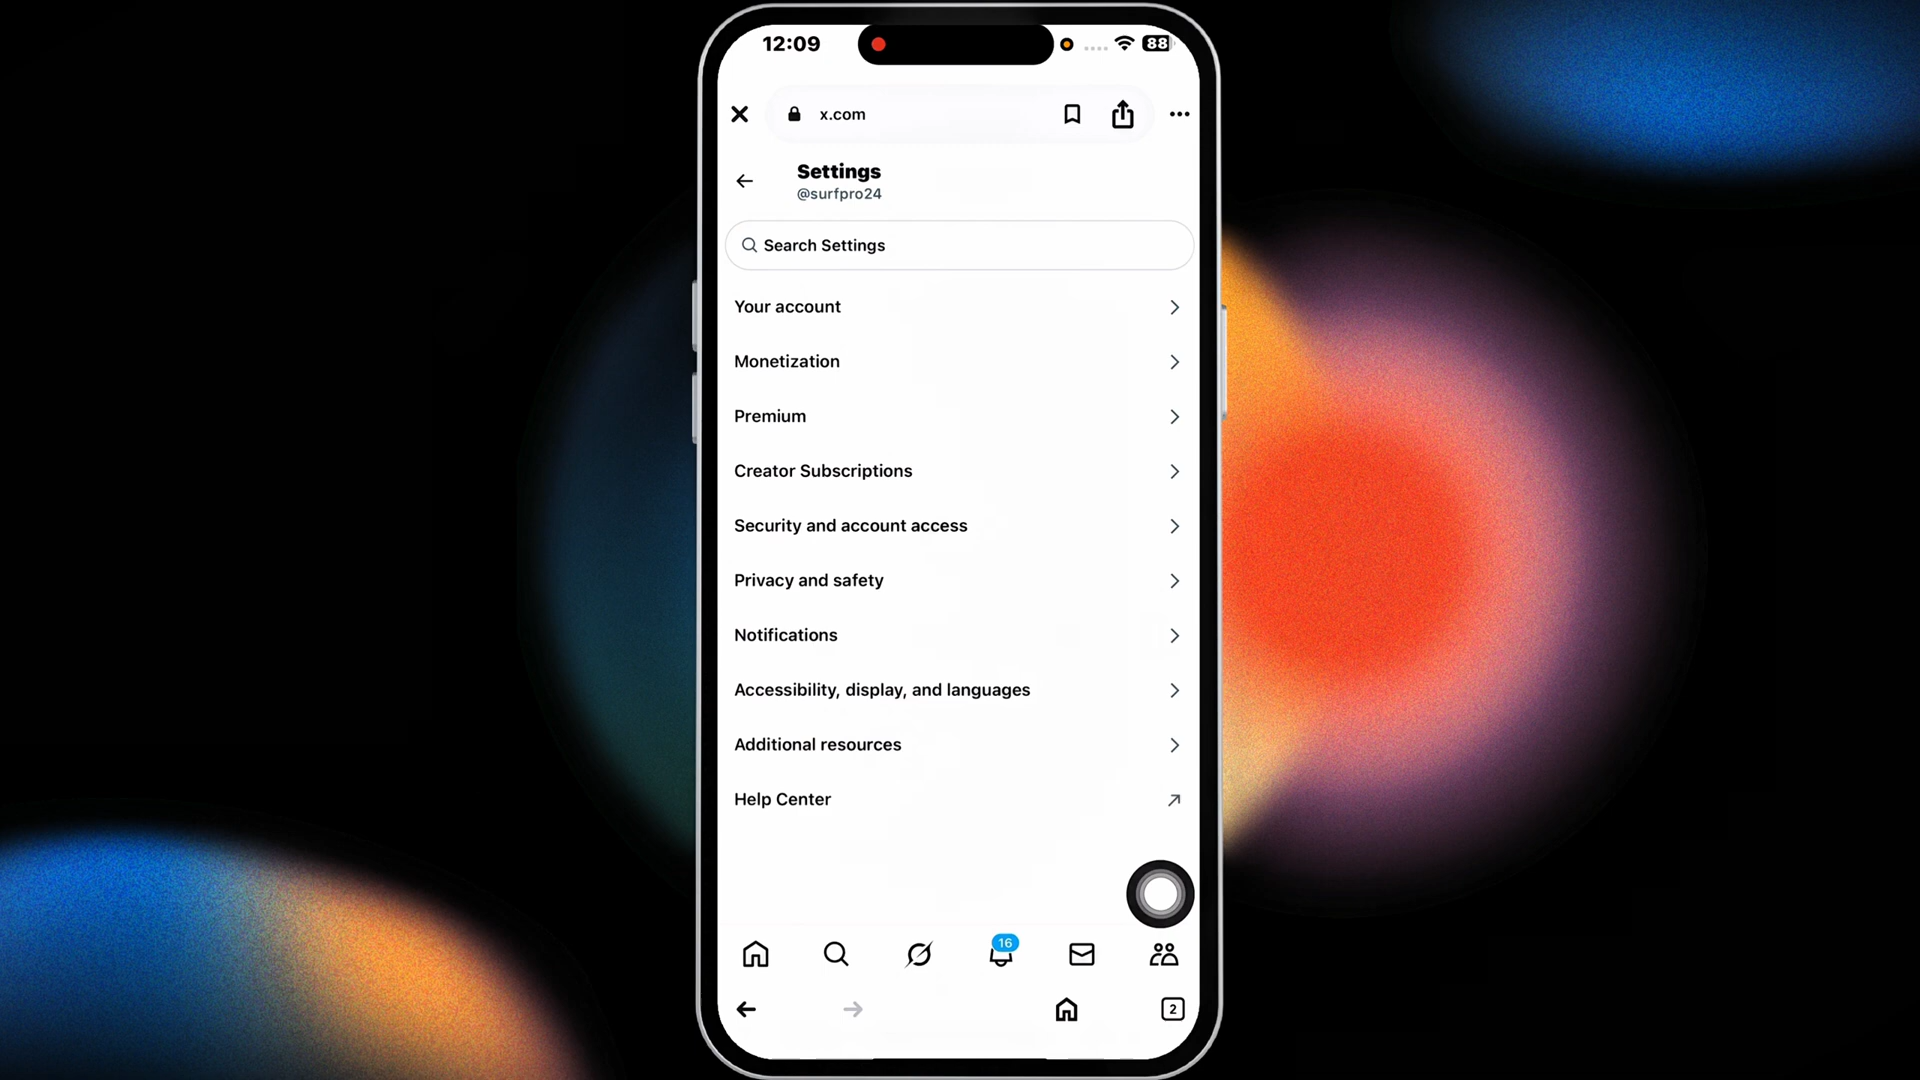 12:09
88
x.com
Settings
@surfpro24
Search Settings
Your account
Monetization
Premium
Creator Subscriptions
Security and account access
Privacy and safety
Notifications
Accessibility, display, and languages
Additional resources
Help Center
16
2